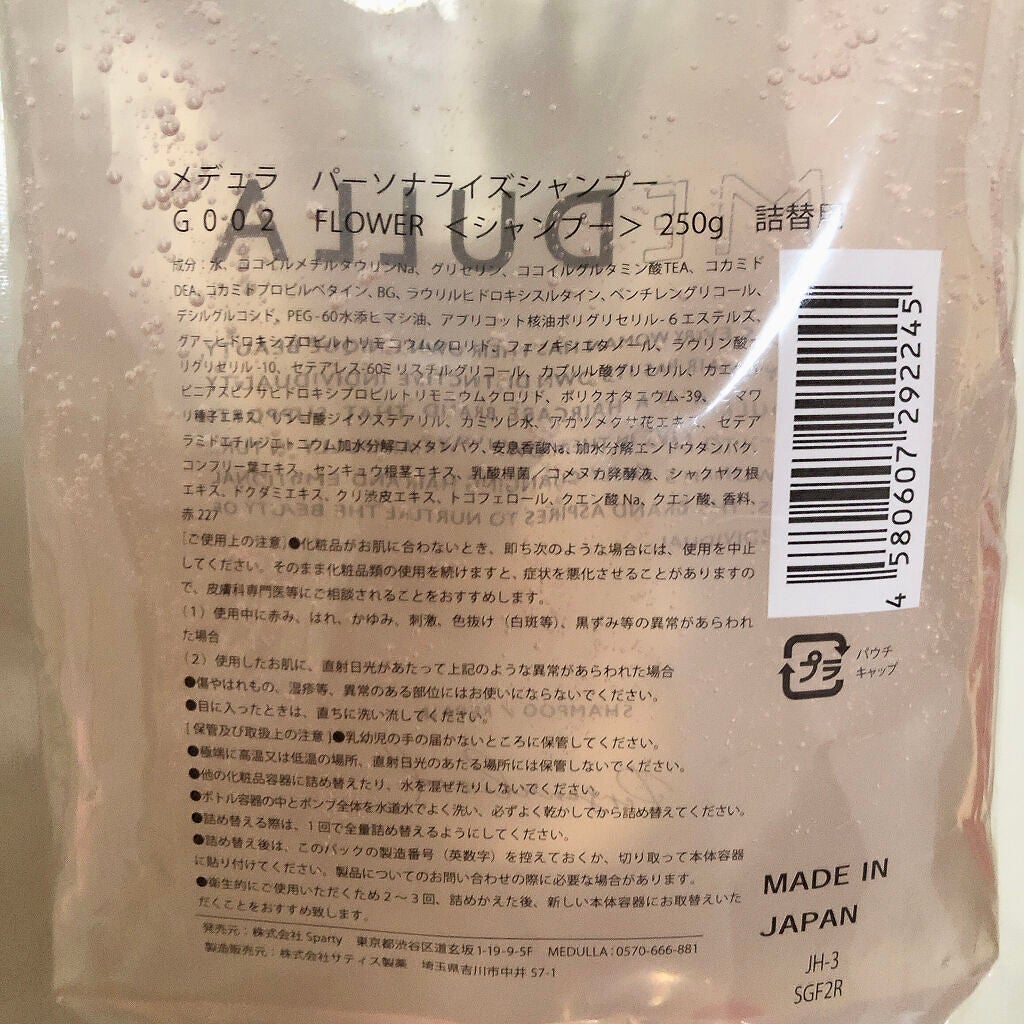 メデュラ パーソナライズシャンプー
G002 FLOWER ＜シャンプー＞ 250g 詰替用
MEDULLA
成分：水、ココイルメチルタウリンNa、グリセリン、ココイルグルタミン酸TEA、コカミド
DEA、コカミドプロピルベタイン、BG、ラウリルヒドロキシスルタイン、ペンチレングリコール、
デシルグルコシド、PEG-60水添ヒマシ油、アプリコット核油ポリグリセリル-6エステルズ、
グアーヒドロキシプロピルトリモニウムクロリド、フェノキシエタノール、ラウリン酸ポ
リグリセリル-10、セテアレス-60ミリスチルグリコール、カプリル酸グリセリル、カエサル
ピニアスピノサヒドロキシプロピルトリモニウムクロリド、ポリクオタニウム-39、ヒマワ
リ種子エキス、リンゴ酸ジイソステアリル、カミツレ水、アカツメクサ花エキス、セテア
ラミドエチルジエトニウム加水分解コメタンパク、安息香酸Na、加水分解エンドウタンパク、
コンフリー葉エキス、センキュウ根茎エキス、乳酸桿菌／コメヌカ発酵液、シャクヤク根
エキス、ドクダミエキス、クリ渋皮エキス、トコフェロール、クエン酸Na、クエン酸、香料、
赤227
[ご使用上の注意]●化粧品がお肌に合わないとき、即ち次のような場合には、使用を中止
してください。そのまま化粧品類の使用を続けますと、症状を悪化させることがありますの
で、皮膚科専門医等にご相談されることをおすすめします。
（1）使用中に赤み、はれ、かゆみ、刺激、色抜け（白斑等）、黒ずみ等の異常があらわれ
た場合
（2）使用したお肌に、直射日光があたって上記のような異常があらわれた場合
●傷やはれもの、湿疹等、異常のある部位にはお使いにならないでください。
●目に入ったときは、直ちに洗い流してください。
[保管及び取扱上の注意]●乳幼児の手の届かないところに保管してください。
●極端に高温又は低温の場所、直射日光のあたる場所には保管しないでください。
●他の化粧品容器に詰め替えたり、水を混ぜたりしないでください。
●ボトル容器の中とポンプ全体を水道水でよく洗い、必ずよく乾かしてから詰め替えてください。
●詰め替える際は、1回で全量詰め替えるようにしてください。
●詰め替え後は、このパックの製造番号（英数字）を控えておくか、切り取って本体容器
に貼り付けてください。製品についてのお問い合わせの際に必要な場合があります。
●衛生的にご使用いただくため2～3回、詰めかえた後、新しい本体容器にお取替えいた
だくことをおすすめ致します。
発売元：株式会社Sparty 東京都渋谷区道玄坂1-19-9-5F MEDULLA：0570-666-881
製造販売元：株式会社サティス製薬 埼玉県吉川市中井57-1
4 580607 292245
プラ
パウチ
キャップ
MADE IN
JAPAN
JH-3
SGF2R